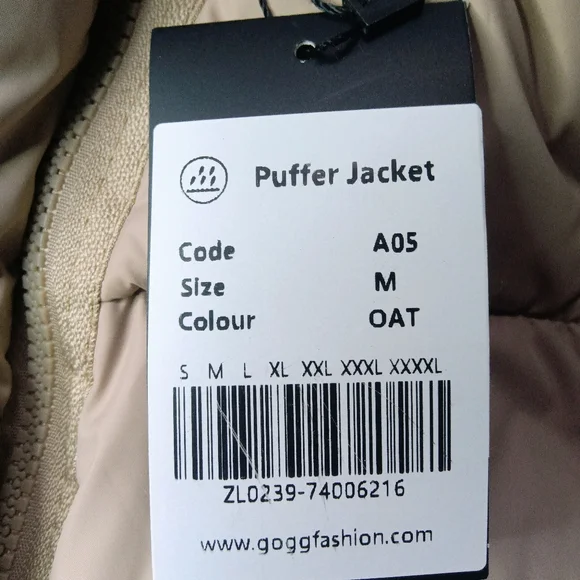 Puffer Jacket
Code A05
Size M
Colour OAT
S M L XL XXL XXXL XXXXL
ZL0239-74006216
www.goggfashion.com